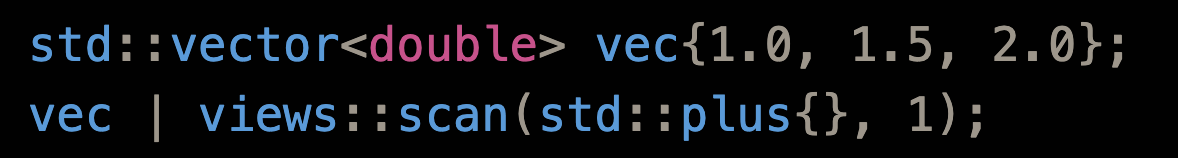 std::vector<double> vec{1.0, 1.5, 2.0};
vec | views::scan(std::plus{}, 1);